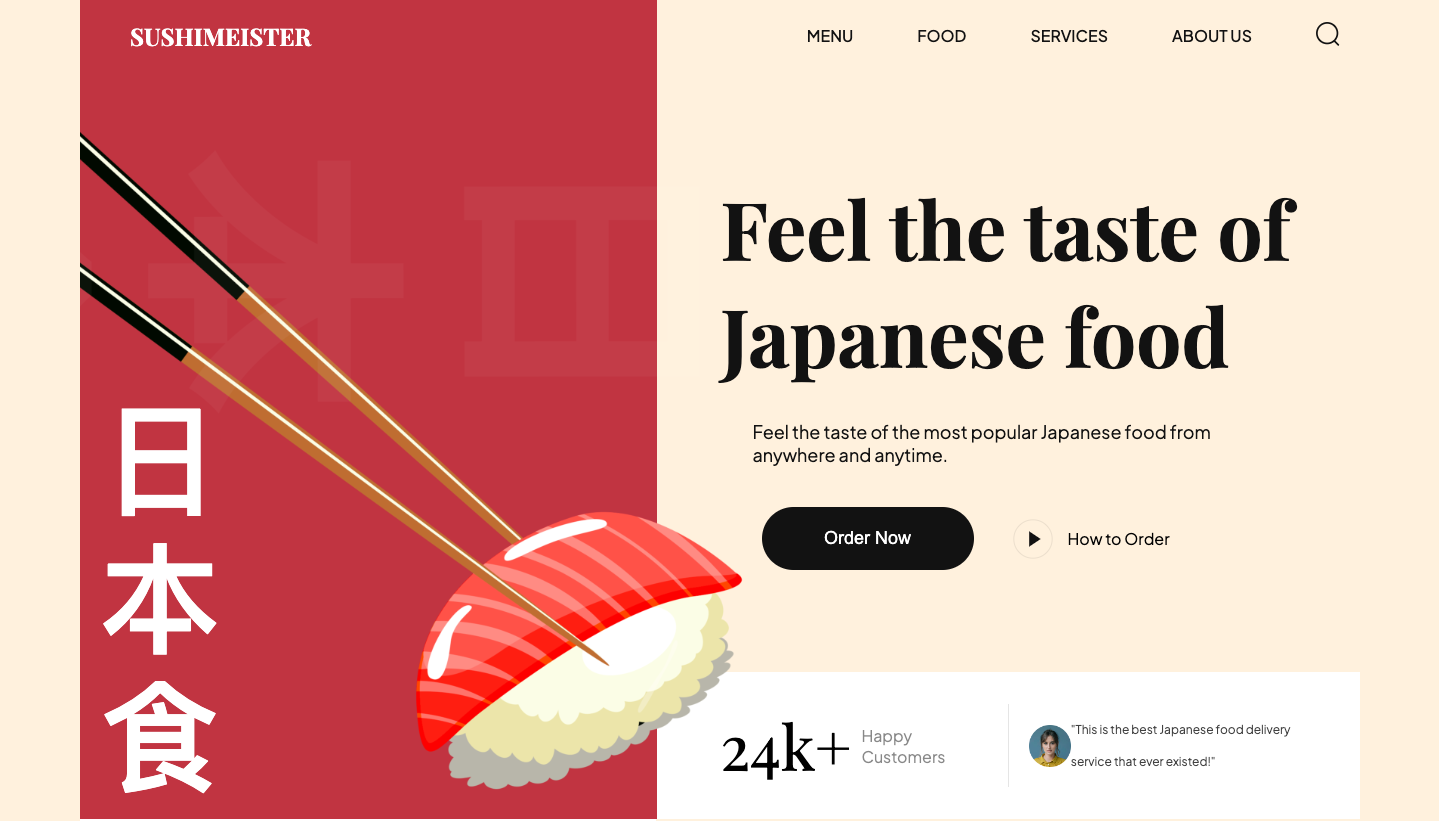 SUSHIMEISTER
MENU FOOD SERVICES ABOUT US
Feel the taste of
Japanese food
Feel the taste of the most popular Japanese food from
anywhere and anytime.
Order Now
How to Order
日
本
食
24k+
Happy
Customers
"This is the best Japanese food delivery
service that ever existed!"